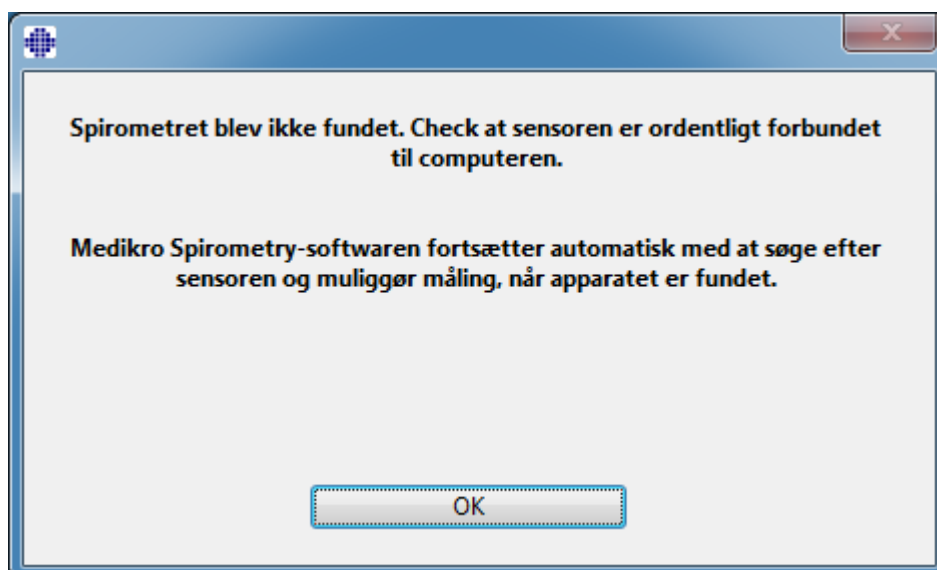 Spirometret blev ikke fundet. Check at sensoren er ordentligt forbundet
til computeren.
Medikro Spirometry-softwaren fortsætter automatisk med at søge efter
sensoren og muliggør måling, når apparatet er fundet.
OK